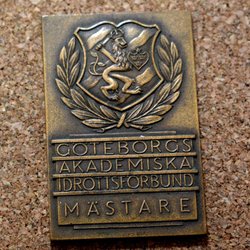 GÖTEBORGS
AKADEMISKA
IDROTTSFÖRBUND
MÄSTARE